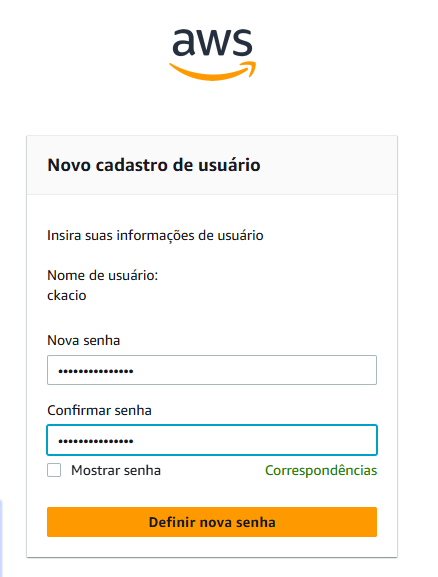 aws
Novo cadastro de usuário
Insira suas informações de usuário
Nome de usuário:
ckacio
Nova senha
•••••••••••••••
Confirmar senha
•••••••••••••••
Mostrar senha
Correspondências
Definir nova senha